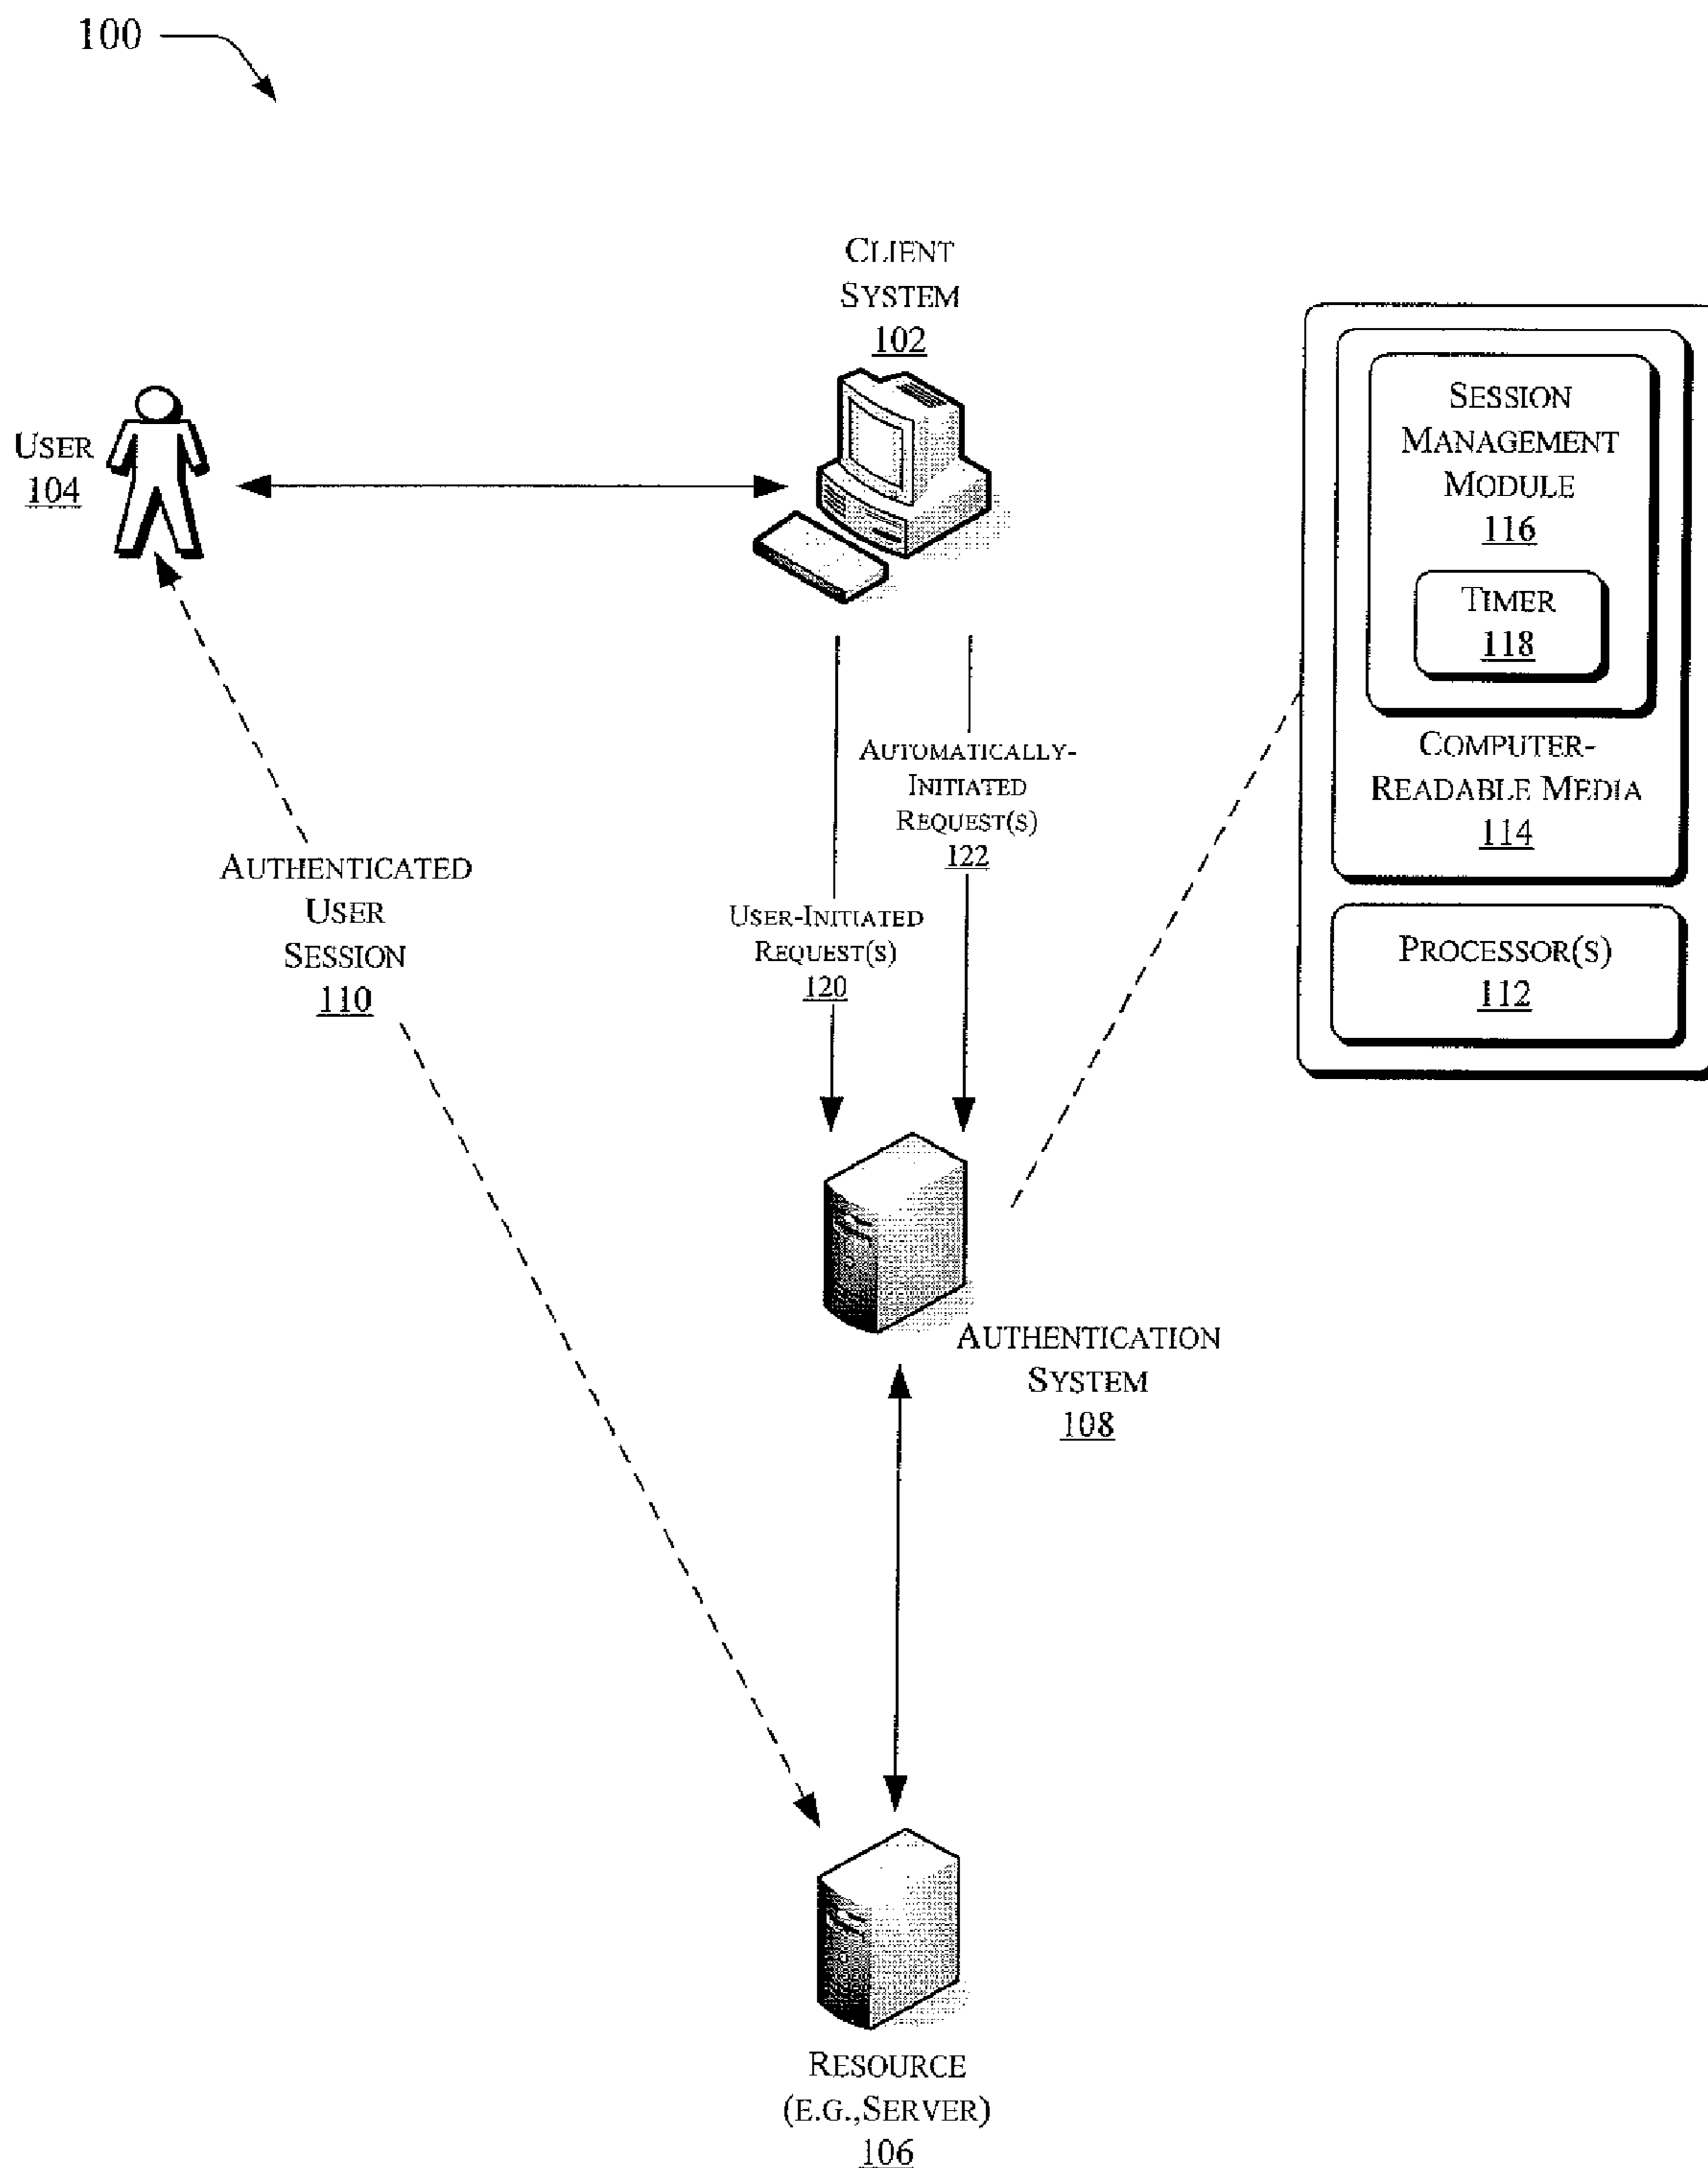 100
CLIENT
SYSTEM
102
USER
104
SESSION
MANAGEMENT
MODULE
116
TIMER
118
COMPUTER-
READABLE MEDIA
114
PROCESSOR(S)
112
AUTOMATICALLY-
INITIATED
REQUEST(S)
122
USER-INITIATED
REQUEST(S)
120
AUTHENTICATED
USER
SESSION
110
AUTHENTICATION
SYSTEM
108
RESOURCE
(E.G.,SERVER)
106